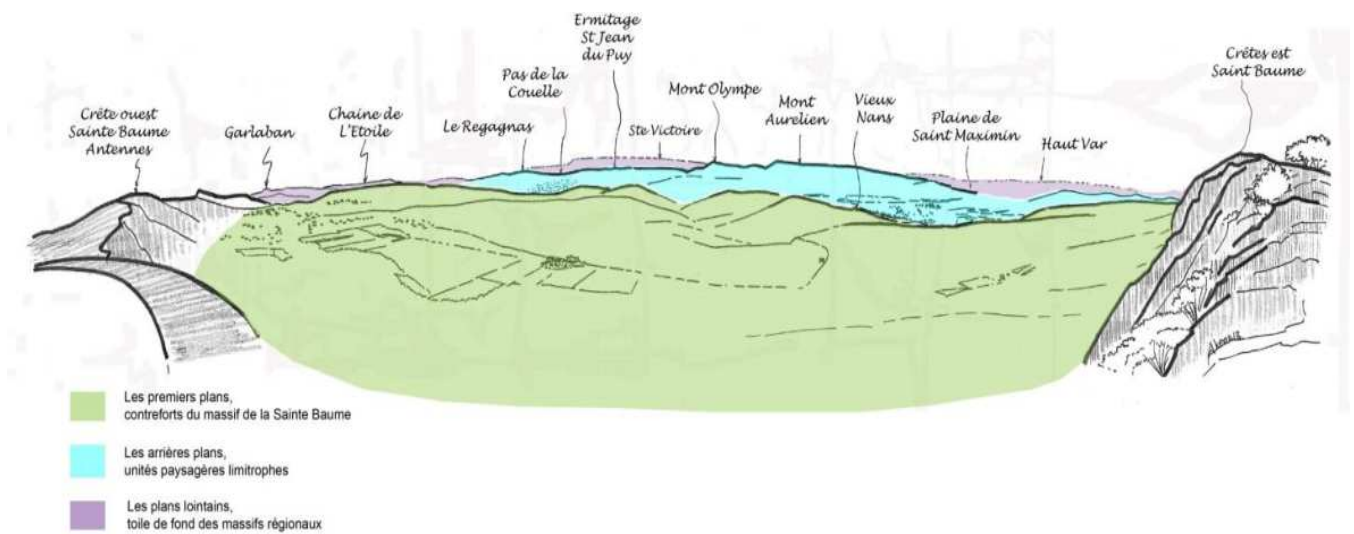 Ermitage
St Jean
du Puy
Crêtes est
Saint Baume
Pas de la
Couelle
Mont Olympe
Mont
Aurelien
Vieux
Nans
Crête ouest
Sainte Baume
Antennes
Garlaban
Chaine de
L'Etoile
Le Regagnas
Ste Victoire
Plaine de
Saint Maximin
Haut Var
Les premiers plans,
contreforts du massif de la Sainte Baume
Les arrières plans,
unités paysagères limitrophes
Les plans lointains,
toile de fond des massifs régionaux